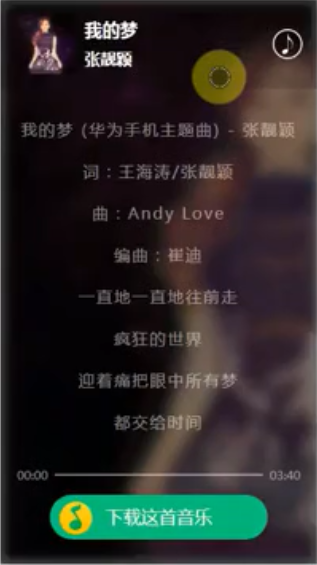 我的梦
张靓颖
我的梦 (华为手机主题曲) - 张靓颖
词：王海涛/张靓颖
曲：Andy Love
编曲：崔迪
一直地一直地往前走
疯狂的世界
迎着痛把眼中所有梦
都交给时间
00:00 03:40
下载这首音乐